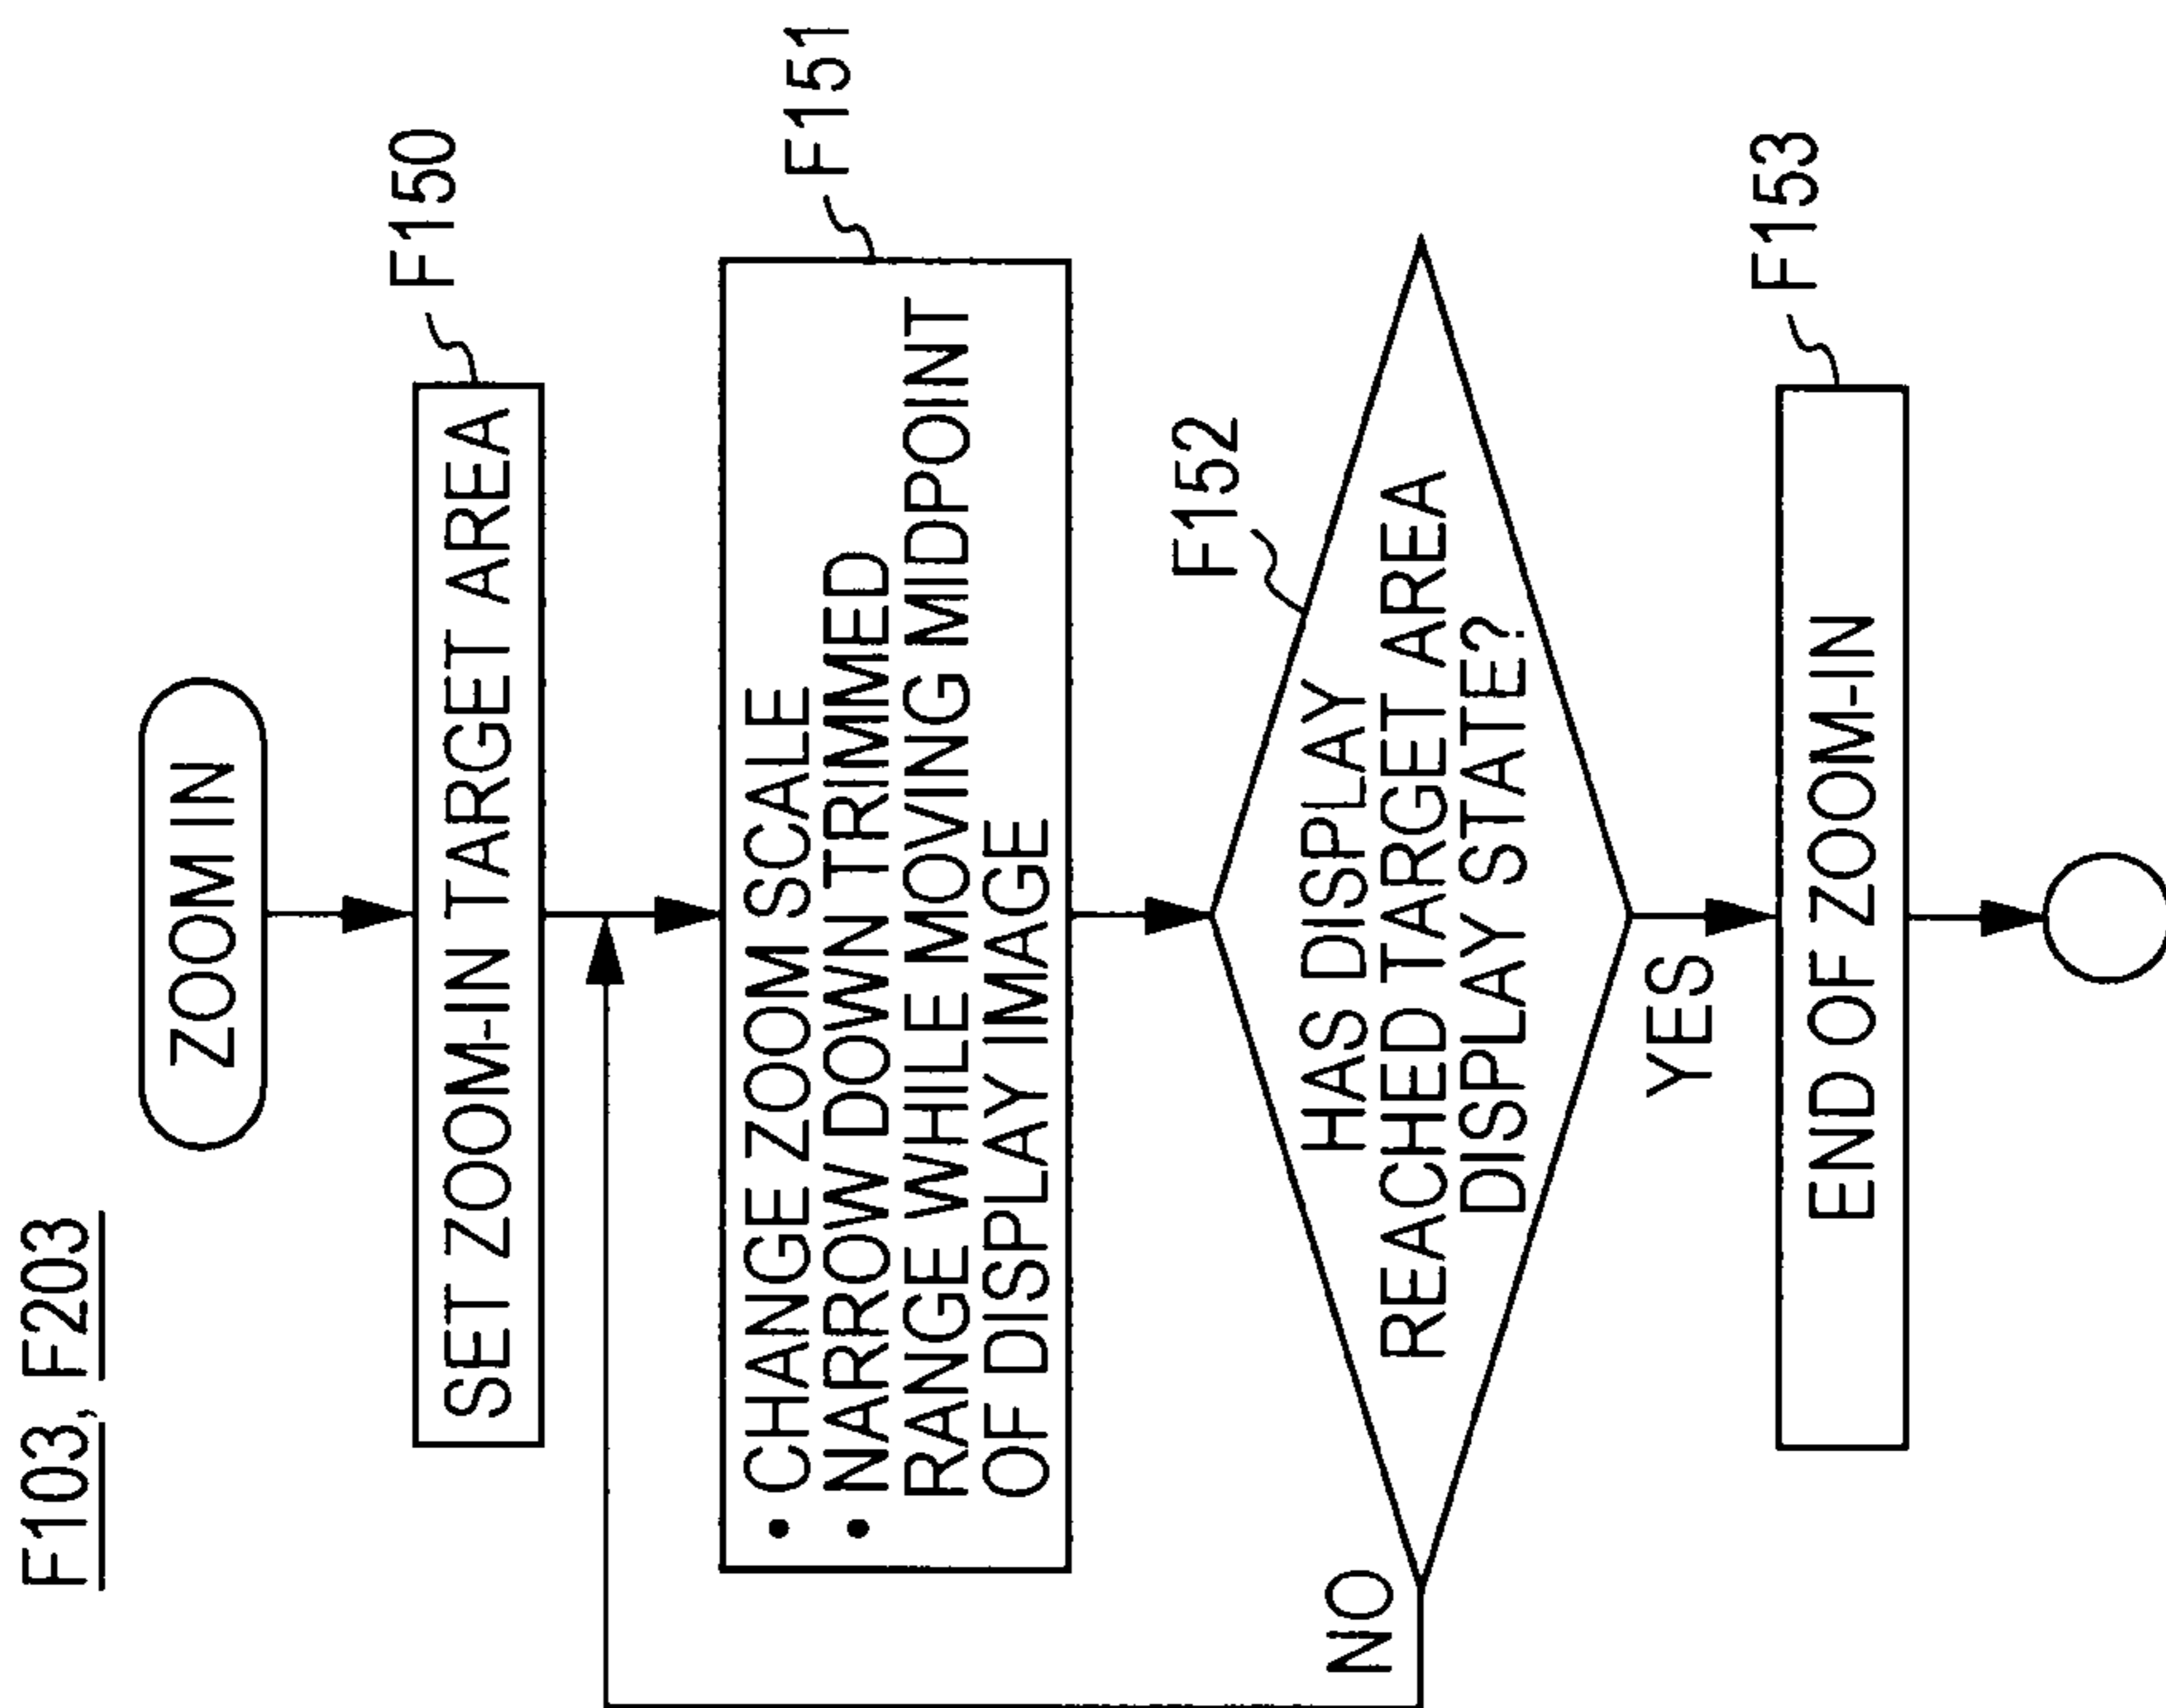 F103, F203
ZOOM IN
SET ZOOM-IN TARGET AREA
F150
• CHANGE ZOOM SCALE
• NARROW DOWN TRIMMED
RANGE WHILE MOVING MIDPOINT
OF DISPLAY IMAGE
F151
HAS DISPLAY
REACHED TARGET AREA
DISPLAY STATE?
F152
NO
YES
END OF ZOOM-IN
F153